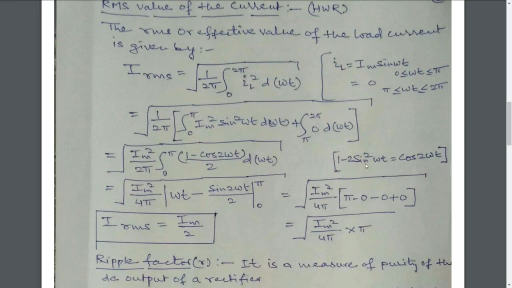 RMS value of the current:- (HWR)
The rms or effective value of the load current
is given by:-
I rms = √(1/2π ∫₀^2π i_L² d(ωt)) [i_L = Im sinωt 0≤ωt≤π
= 0 π≤ωt≤2π
= √(1/2π [∫₀^π Im² sin²ωt d(ωt) + ∫π^2π 0 d(ωt)])
= √(Im²/2π ∫₀^π (1-cos2ωt)/2 d(ωt)) [1-2sin²ωt = cos2ωt]
= √(Im²/4π |ωt - sin2ωt/2|₀^π) = √(Im²/4π [π-0-0+0])
I rms = Im/2 = √(Im²/4π × π)
Ripple factor(r):- It is a measure of purity of the
dc output of a rectifier